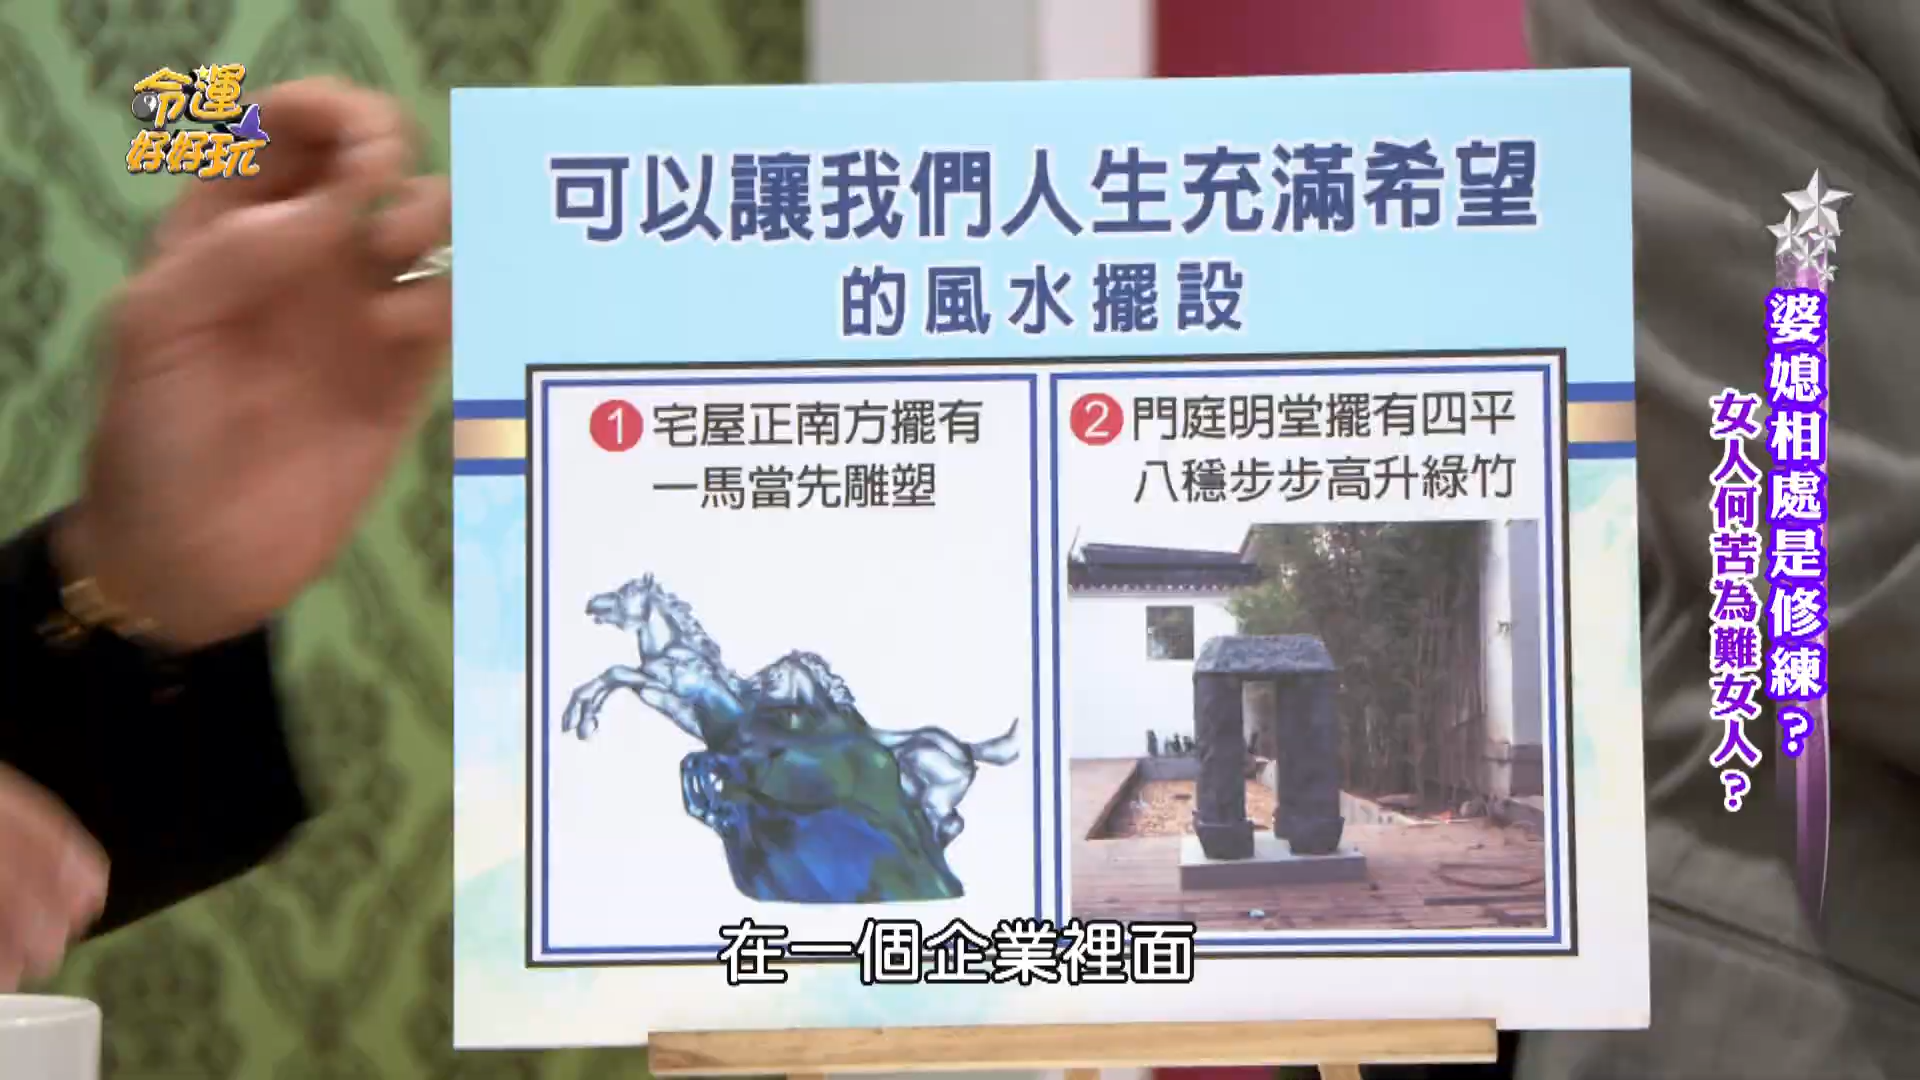 命運
好好玩
可以讓我們人生充滿希望
的風水擺設
1 宅屋正南方擺有
一馬當先雕塑
2 門庭明堂擺有四平
八穩步步高升綠竹
婆媳相處是修練?
女人何苦為難女人?
在一個企業裡面